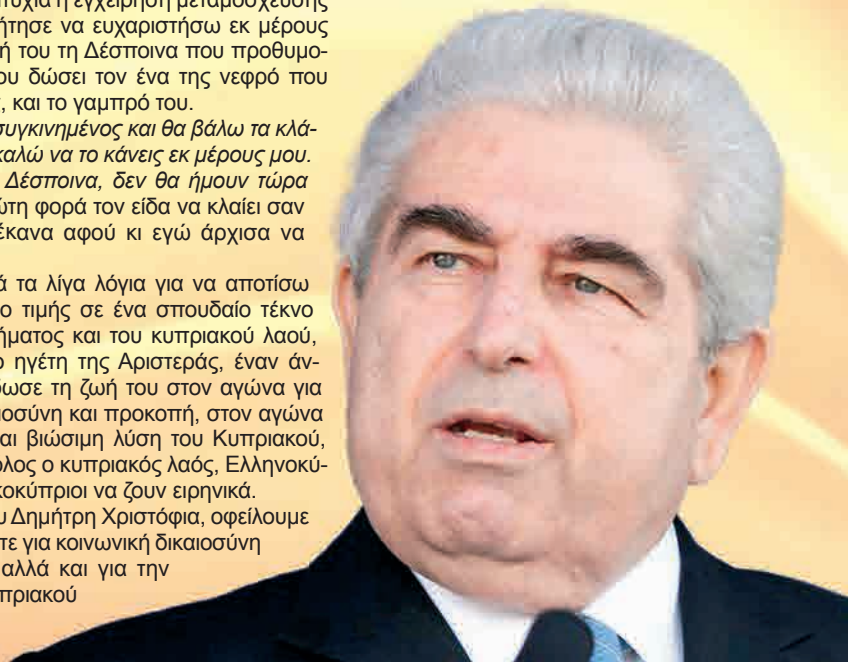 τυχία η εγχείρηση μεταμόσχευσης
ήτησε να ευχαριστήσω εκ μέρους
ή του τη Δέσποινα που προθυμο-
ου δώσει τον ένα της νεφρό που
, και το γαμπρό του.
συγκινημένος και θα βάλω τα κλά-
καλώ να το κάνεις εκ μέρους μου.
Δέσποινα, δεν θα ήμουν τώρα
ώτη φορά τον είδα να κλαίει σαν
έκανα αφού κι εγώ άρχισα να
ά τα λίγα λόγια για να αποτίσω
ο τιμής σε ένα σπουδαίο τέκνο
ήματος και του κυπριακού λαού,
ο ηγέτη της Αριστεράς, έναν άν-
δωσε τη ζωή του στον αγώνα για
ιοσύνη και προκοπή, στον αγώνα
αι βιώσιμη λύση του Κυπριακού,
όλος ο κυπριακός λαός, Ελληνοκύ-
κοκύπριοι να ζουν ειρηνικά.
υ Δημήτρη Χριστόφια, οφείλουμε
τε για κοινωνική δικαιοσύνη
αλλά και για την
πριακού